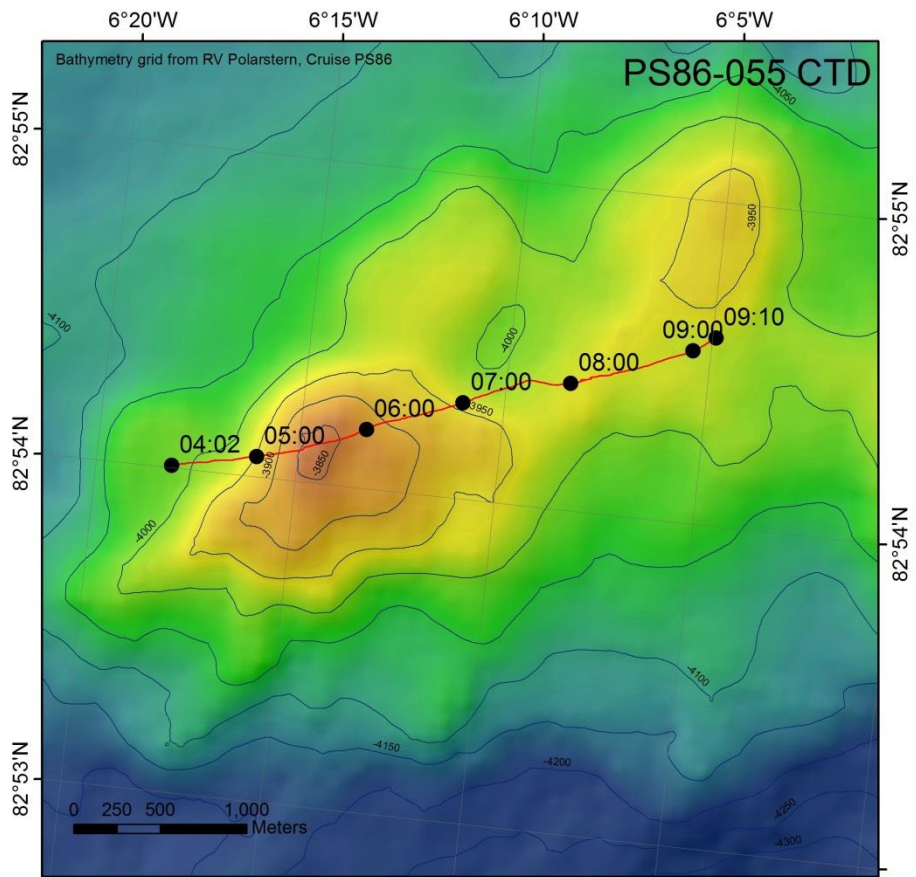 6°20'W 6°15'W 6°10'W 6°5'W
Bathymetry grid from RV Polarstern, Cruise PS86
PS86-055 CTD
-4050
82°55'N
82°55'N
-3950
-4100
-4000
09:00 09:10
08:00
07:00
-3950
06:00
05:00
04:02
82°54'N
-3900
-3850
-4000
82°54'N
-4100
-4150
-4200
82°53'N
-4250
-4300
0 250 500 1,000
Meters